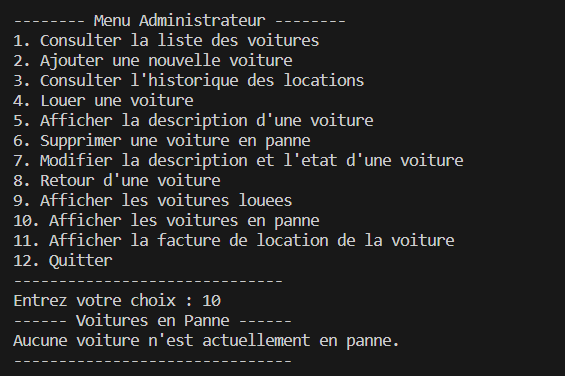 -------- Menu Administrateur --------
1. Consulter la liste des voitures
2. Ajouter une nouvelle voiture
3. Consulter l'historique des locations
4. Louer une voiture
5. Afficher la description d'une voiture
6. Supprimer une voiture en panne
7. Modifier la description et l'etat d'une voiture
8. Retour d'une voiture
9. Afficher les voitures louees
10. Afficher les voitures en panne
11. Afficher la facture de location de la voiture
12. Quitter
------------------------------
Entrez votre choix : 10
------ Voitures en Panne ------
Aucune voiture n'est actuellement en panne.
-------------------------------